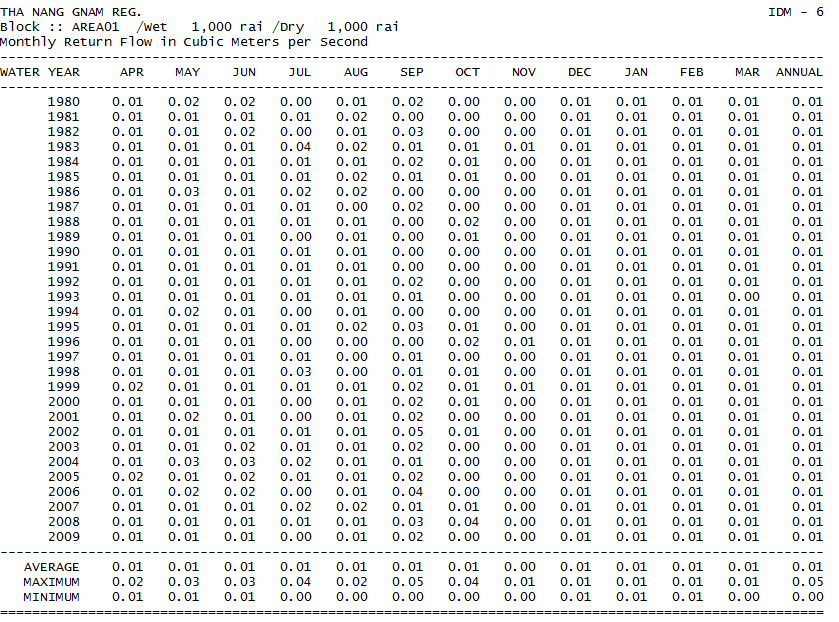 THA NANG GNAM REG. IDM - 6
Block :: AREA01 /Wet 1,000 rai /Dry 1,000 rai
Monthly Return Flow in Cubic Meters per Second
WATER YEAR APR MAY JUN JUL AUG SEP OCT NOV DEC JAN FEB MAR ANNUAL
1980 0.01 0.02 0.02 0.00 0.01 0.02 0.00 0.00 0.01 0.01 0.01 0.01 0.01
1981 0.01 0.01 0.01 0.01 0.02 0.00 0.00 0.00 0.01 0.01 0.01 0.01 0.01
1982 0.01 0.01 0.02 0.00 0.01 0.03 0.00 0.00 0.01 0.01 0.01 0.01 0.01
1983 0.01 0.01 0.01 0.04 0.02 0.01 0.01 0.01 0.01 0.01 0.01 0.01 0.01
1984 0.01 0.01 0.01 0.01 0.01 0.02 0.01 0.00 0.01 0.01 0.01 0.01 0.01
1985 0.01 0.01 0.01 0.01 0.02 0.01 0.01 0.00 0.01 0.01 0.01 0.01 0.01
1986 0.01 0.03 0.01 0.02 0.02 0.00 0.00 0.00 0.01 0.01 0.01 0.01 0.01
1987 0.01 0.01 0.01 0.01 0.00 0.02 0.00 0.00 0.01 0.01 0.01 0.01 0.01
1988 0.01 0.01 0.01 0.01 0.01 0.00 0.02 0.00 0.01 0.01 0.01 0.01 0.01
1989 0.01 0.01 0.01 0.00 0.01 0.00 0.01 0.00 0.01 0.01 0.01 0.01 0.01
1990 0.01 0.01 0.01 0.01 0.01 0.00 0.00 0.00 0.01 0.01 0.01 0.01 0.01
1991 0.01 0.01 0.01 0.01 0.01 0.00 0.00 0.00 0.01 0.01 0.01 0.01 0.01
1992 0.01 0.01 0.01 0.01 0.01 0.02 0.00 0.00 0.01 0.01 0.01 0.01 0.01
1993 0.01 0.01 0.01 0.01 0.01 0.01 0.00 0.00 0.01 0.01 0.01 0.00 0.01
1994 0.01 0.02 0.01 0.00 0.01 0.00 0.00 0.00 0.01 0.01 0.01 0.01 0.01
1995 0.01 0.01 0.01 0.01 0.02 0.03 0.01 0.00 0.01 0.01 0.01 0.01 0.01
1996 0.01 0.01 0.01 0.00 0.00 0.00 0.02 0.01 0.01 0.01 0.01 0.01 0.01
1997 0.01 0.01 0.01 0.01 0.00 0.01 0.00 0.00 0.01 0.01 0.01 0.01 0.01
1998 0.01 0.01 0.01 0.03 0.00 0.01 0.01 0.00 0.01 0.01 0.01 0.01 0.01
1999 0.02 0.01 0.01 0.01 0.01 0.02 0.01 0.01 0.01 0.01 0.01 0.01 0.01
2000 0.01 0.01 0.01 0.00 0.01 0.02 0.00 0.00 0.01 0.01 0.01 0.01 0.01
2001 0.01 0.02 0.01 0.00 0.01 0.02 0.00 0.00 0.01 0.01 0.01 0.01 0.01
2002 0.01 0.01 0.01 0.01 0.01 0.05 0.01 0.00 0.01 0.01 0.01 0.01 0.01
2003 0.01 0.01 0.02 0.01 0.01 0.02 0.00 0.00 0.01 0.01 0.01 0.01 0.01
2004 0.01 0.03 0.03 0.02 0.01 0.01 0.00 0.00 0.01 0.01 0.01 0.01 0.01
2005 0.02 0.01 0.02 0.01 0.01 0.02 0.00 0.00 0.01 0.01 0.01 0.01 0.01
2006 0.01 0.02 0.02 0.00 0.01 0.04 0.00 0.00 0.01 0.01 0.01 0.01 0.01
2007 0.01 0.01 0.01 0.02 0.02 0.01 0.01 0.00 0.01 0.01 0.01 0.01 0.01
2008 0.01 0.01 0.01 0.01 0.01 0.03 0.04 0.00 0.01 0.01 0.01 0.01 0.01
2009 0.01 0.01 0.01 0.01 0.01 0.02 0.00 0.00 0.01 0.01 0.01 0.01 0.01
AVERAGE 0.01 0.01 0.01 0.01 0.01 0.01 0.01 0.00 0.01 0.01 0.01 0.01 0.01
MAXIMUM 0.02 0.03 0.03 0.04 0.02 0.05 0.04 0.01 0.01 0.01 0.01 0.01 0.05
MINIMUM 0.01 0.01 0.01 0.00 0.00 0.00 0.00 0.00 0.01 0.01 0.01 0.00 0.00